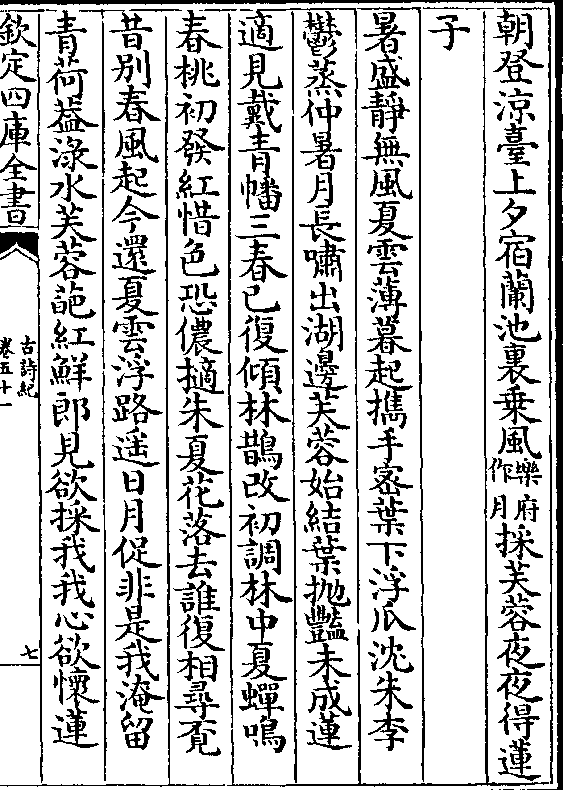 朝登涼臺上夕宿蘭池裏乗風樂府作月採芙蓉夜夜得蓮
子
暑盛靜無風夏雲薄暮起攜手宻葉下浮瓜沈朱李
鬱蒸仲暑月長嘯出湖邊芙蓉始結葉拋豔未成蓮
適見戴青幡三春已復傾林鵲改初調林中夏蟬鳴
春桃初發紅惜色恐儂擿朱夏花落去誰復相尋覔
昔別春風起今還夏雲浮路遥日月促非是我淹留
青荷葢淥水芙蓉葩紅鮮郎見欲採我我心欲懷蓮
欽定四庫全書
古詩紀
卷五十一
七